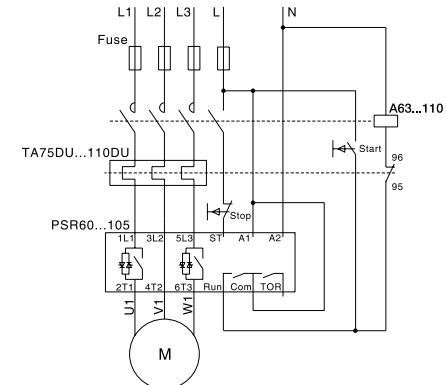 L1 L2 L3 L N
Fuse
A63...110
Start
TA75DU...110DU
96
95
Stop
PSR60...105
1L1 3L2 5L3 ST A1 A2
2T1 4T2 6T3 Run Com TOR
U1 V1 W1
M